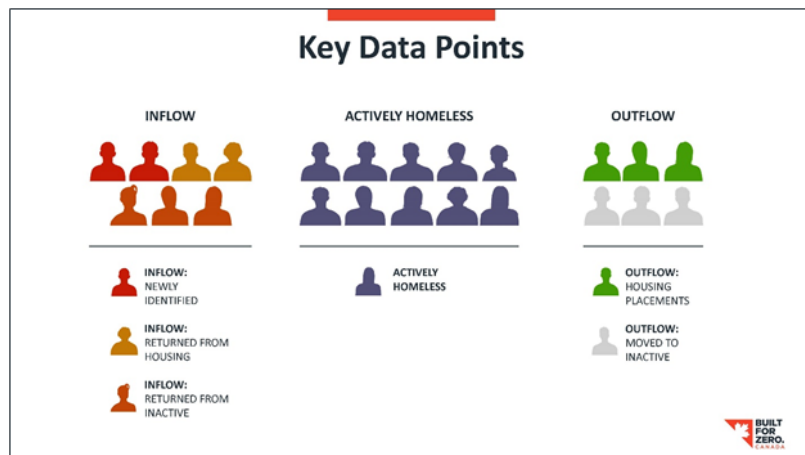 Key Data Points
INFLOW
ACTIVELY HOMELESS
OUTFLOW
INFLOW:
NEWLY
IDENTIFIED
INFLOW:
RETURNED FROM
HOUSING
INFLOW:
RETURNED FROM
INACTIVE
ACTIVELY
HOMELESS
OUTFLOW:
HOUSING
PLACEMENTS
OUTFLOW:
MOVED TO
INACTIVE
BUILT
FOR
ZERO.
CANADA